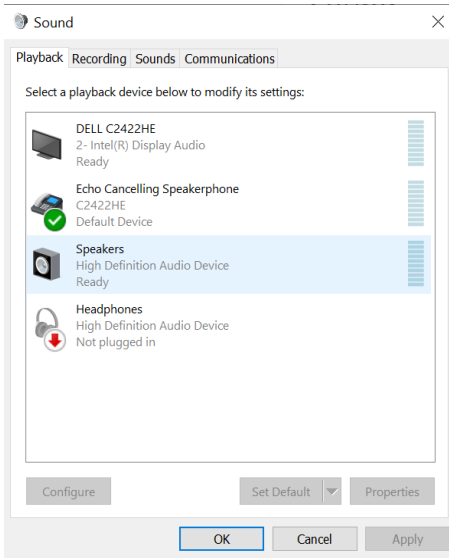 Sound
Playback Recording Sounds Communications
Select a playback device below to modify its settings:
DELL C2422HE
2- Intel(R) Display Audio
Ready
Echo Cancelling Speakerphone
C2422HE
Default Device
Speakers
High Definition Audio Device
Ready
Headphones
High Definition Audio Device
Not plugged in
Configure Set Default Properties
OK Cancel Apply